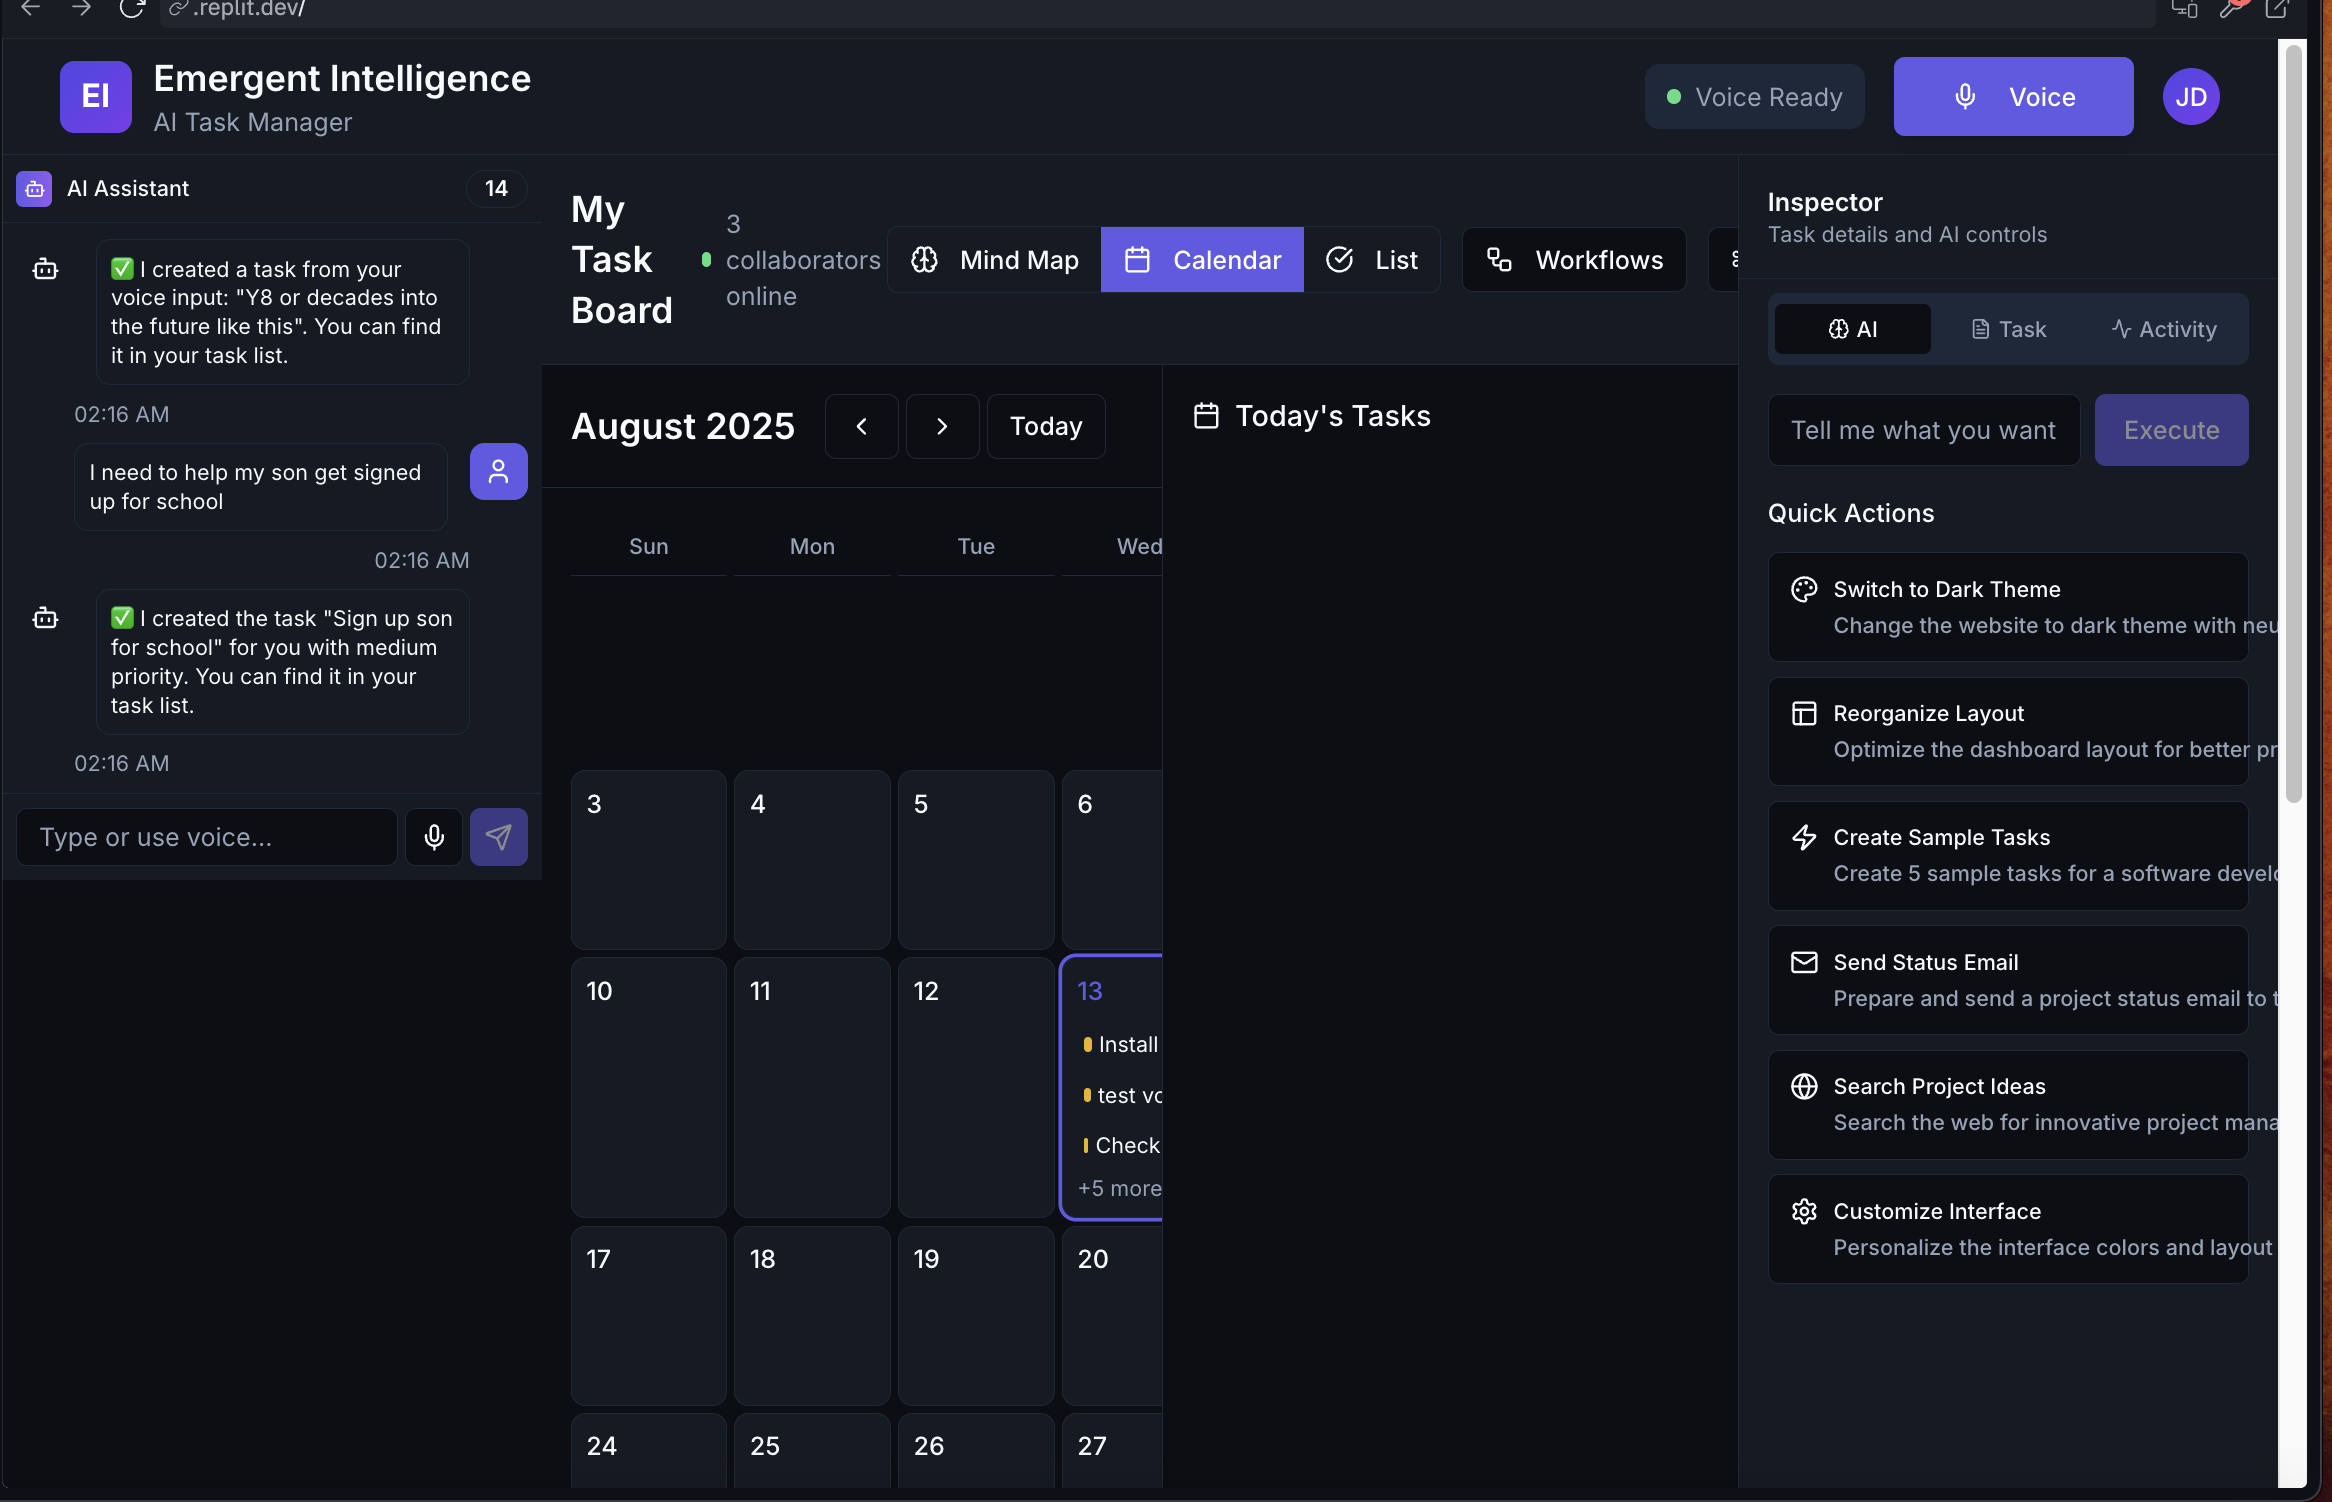 .replit.dev/
EI
Emergent Intelligence
AI Task Manager
Voice Ready
Voice
JD
AI Assistant
14
✅ I created a task from your
voice input: "Y8 or decades into
the future like this". You can find
it in your task list.
02:16 AM
I need to help my son get signed
up for school
02:16 AM
✅ I created the task "Sign up son
for school" for you with medium
priority. You can find it in your
task list.
02:16 AM
Type or use voice...
My
Task
Board
3
collaborators
online
Mind Map
Calendar
List
Workflows
August 2025
Today
Sun Mon Tue Wed
3 4 5 6
10 11 12 13
Install
test vo
Check
+5 more
17 18 19 20
24 25 26 27
Today's Tasks
Inspector
Task details and AI controls
AI
Task
Activity
Tell me what you want
Execute
Quick Actions
Switch to Dark Theme
Change the website to dark theme with neu
Reorganize Layout
Optimize the dashboard layout for better pr
Create Sample Tasks
Create 5 sample tasks for a software develo
Send Status Email
Prepare and send a project status email to t
Search Project Ideas
Search the web for innovative project mana
Customize Interface
Personalize the interface colors and layout